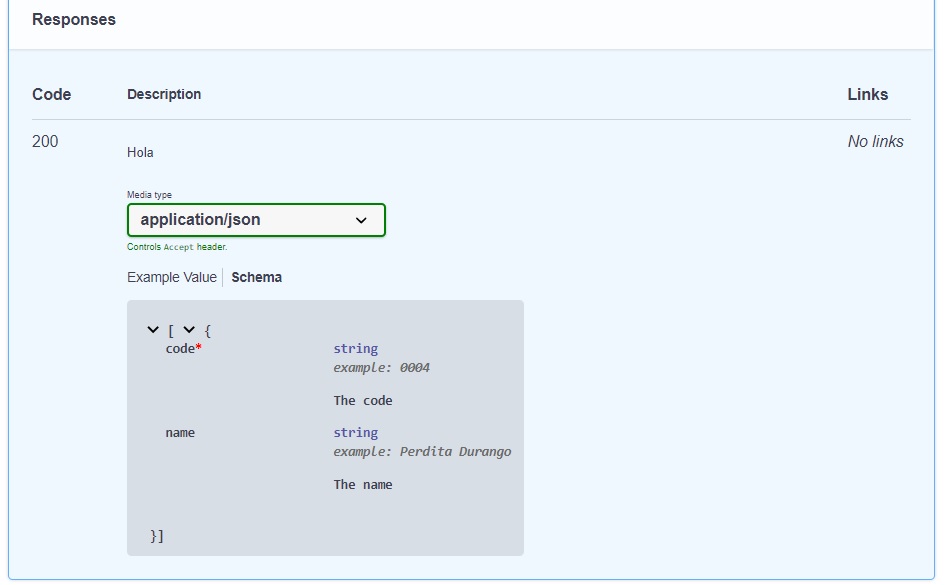 Responses
Code Description Links
200 Hola No links
Media type
application/json
Controls Accept header.
Example Value Schema
[ {
code* string
example: 0004
The code
name string
example: Perdita Durango
The name
}]